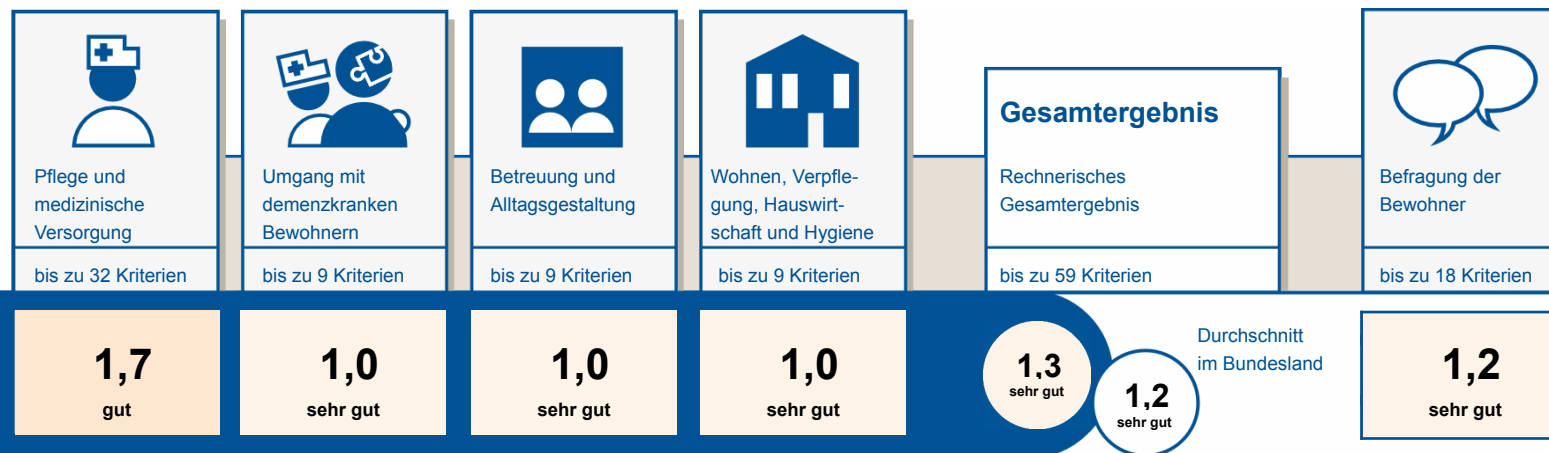 Pflege und
medizinische
Versorgung
bis zu 32 Kriterien
1,7
gut
Umgang mit
demenzkranken
Bewohnern
bis zu 9 Kriterien
1,0
sehr gut
Betreuung und
Alltagsgestaltung
bis zu 9 Kriterien
1,0
sehr gut
Wohnen, Verpfle-
gung, Hauswirt-
schaft und Hygiene
bis zu 9 Kriterien
1,0
sehr gut
Gesamtergebnis
Rechnerisches
Gesamtergebnis
bis zu 59 Kriterien
1,3
sehr gut
Durchschnitt
im Bundesland
1,2
sehr gut
Befragung der
Bewohner
bis zu 18 Kriterien
1,2
sehr gut